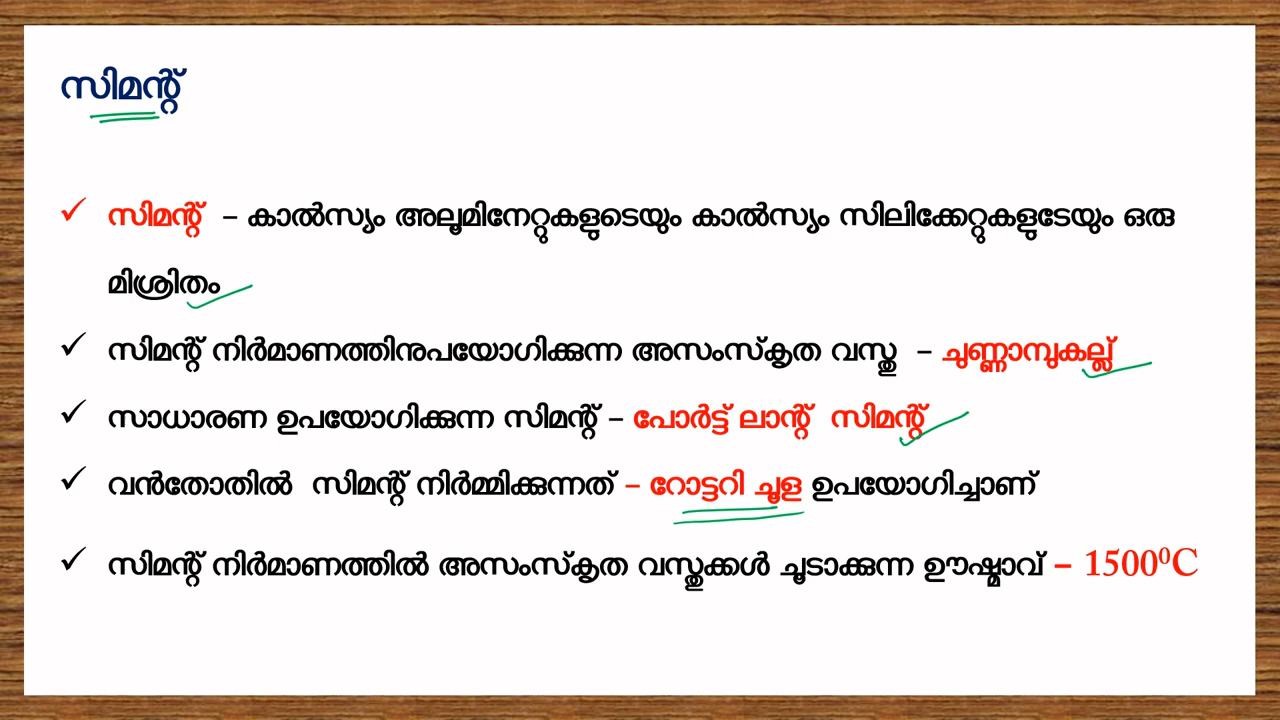 സിമന്റ്
സിമന്റ് – കാൽസ്യം അലൂമിനേറ്റുകളുടെയും കാൽസ്യം സിലിക്കേറ്റുകളുടേയും ഒരു
മിശ്രിതം
സിമന്റ് നിർമാണത്തിനുപയോഗിക്കുന്ന അസംസ്കൃത വസ്തു – ചുണ്ണാമ്പുകല്ല്
സാധാരണ ഉപയോഗിക്കുന്ന സിമന്റ് – പോർട്ട് ലാന്റ് സിമന്റ്
വൻതോതിൽ സിമന്റ് നിർമ്മിക്കുന്നത് – റോട്ടറി ചൂള ഉപയോഗിച്ചാണ്
സിമന്റ് നിർമാണത്തിൽ അസംസ്കൃത വസ്തുക്കൾ ചൂടാക്കുന്ന ഊഷ്മാവ് – 1500⁰C